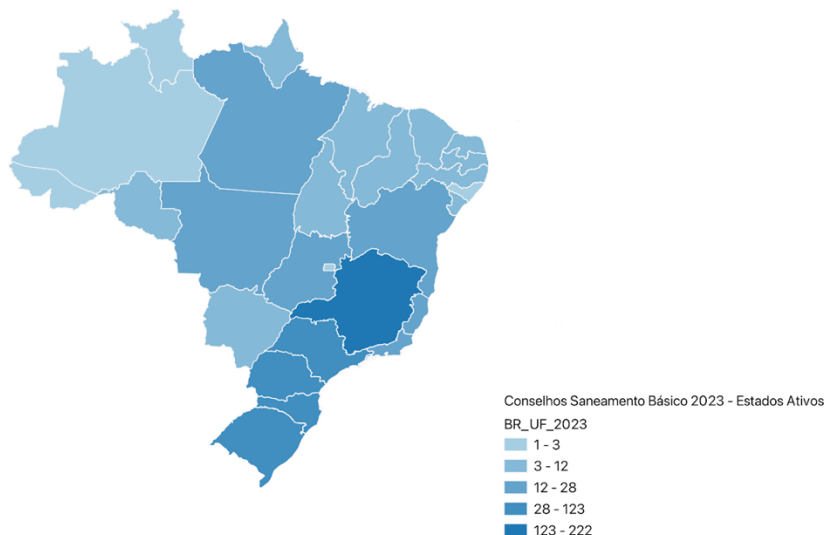 Conselhos Saneamento Básico 2023 - Estados Ativos
BR_UF_2023
1 - 3
3 - 12
12 - 28
28 - 123
123 - 222